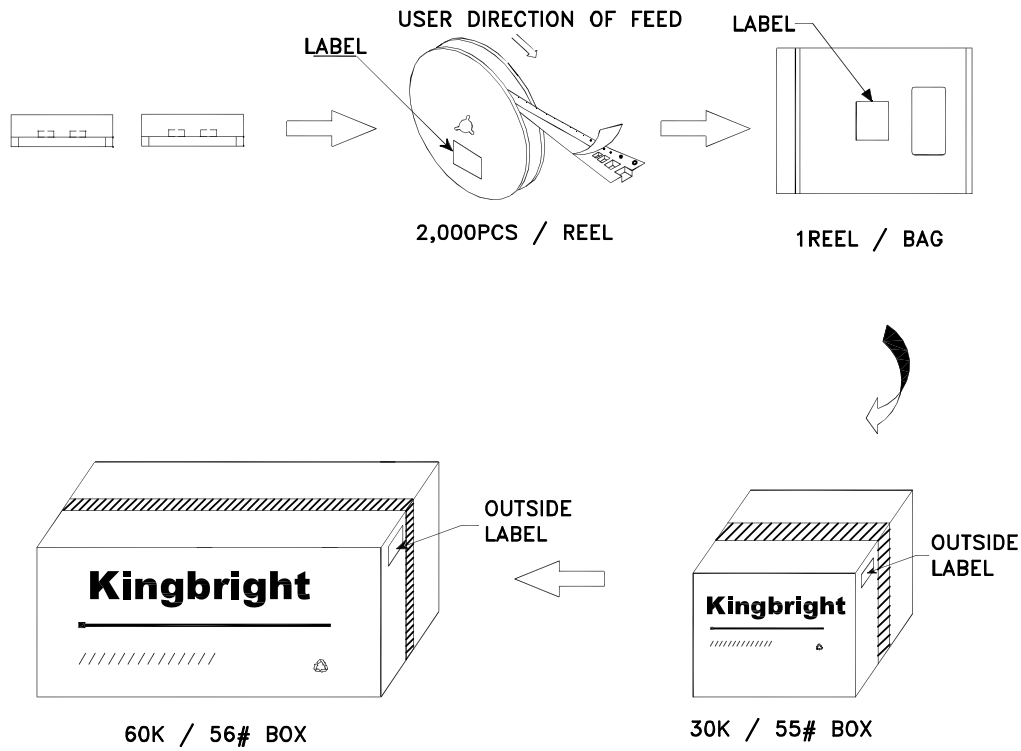 USER DIRECTION OF FEED
LABEL
LABEL
2,000PCS / REEL
1REEL / BAG
OUTSIDE
LABEL
Kingbright
60K / 56# BOX
OUTSIDE
LABEL
Kingbright
30K / 55# BOX